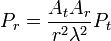 P_r = \frac{A_t A_r}{r^2 \lambda^2} P_t